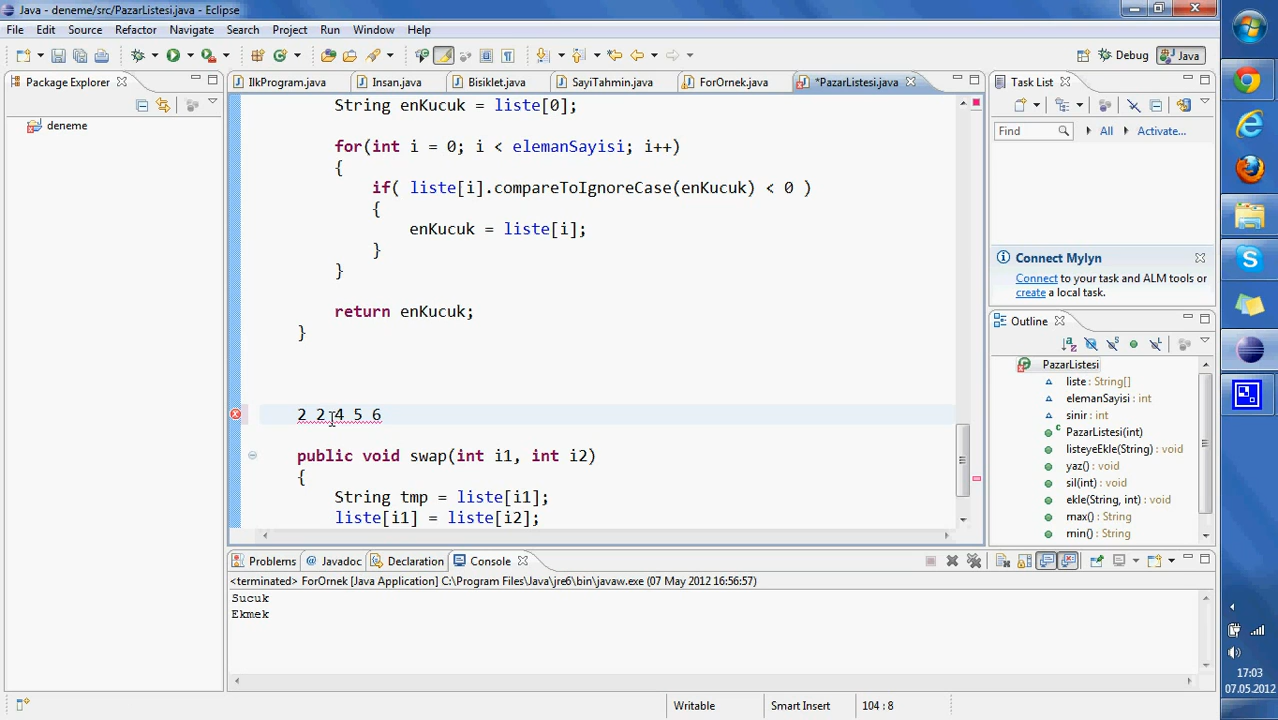 Java - deneme/src/PazarListesi.java - Eclipse
File Edit Source Refactor Navigate Search Project Run Window Help
Debug Java
Package Explorer
deneme
IlkProgram.java Insan.java Bisiklet.java SayiTahmin.java ForOrnek.java *PazarListesi.java
String enKucuk = liste[0];
for(int i = 0; i < elemanSayisi; i++)
{
if( liste[i].compareToIgnoreCase(enKucuk) < 0 )
{
enKucuk = liste[i];
}
}
return enKucuk;
}
2 2 4 5 6
public void swap(int i1, int i2)
{
String tmp = liste[i1];
liste[i1] = liste[i2];
Task List
Find All Activate...
Connect Mylyn
Connect to your task and ALM tools or
create a local task.
Outline
PazarListesi
liste : String[]
elemanSayisi : int
sinir : int
PazarListesi(int)
listeyeEkle(String) : void
yaz() : void
sil(int) : void
ekle(String, int) : void
max() : String
min() : String
Problems Javadoc Declaration Console
<terminated> ForOrnek [Java Application] C:\Program Files\Java\jre6\bin\javaw.exe (07 May 2012 16:56:57)
Sucuk
Ekmek
Writable Smart Insert 104 : 8
17:03
07.05.2012